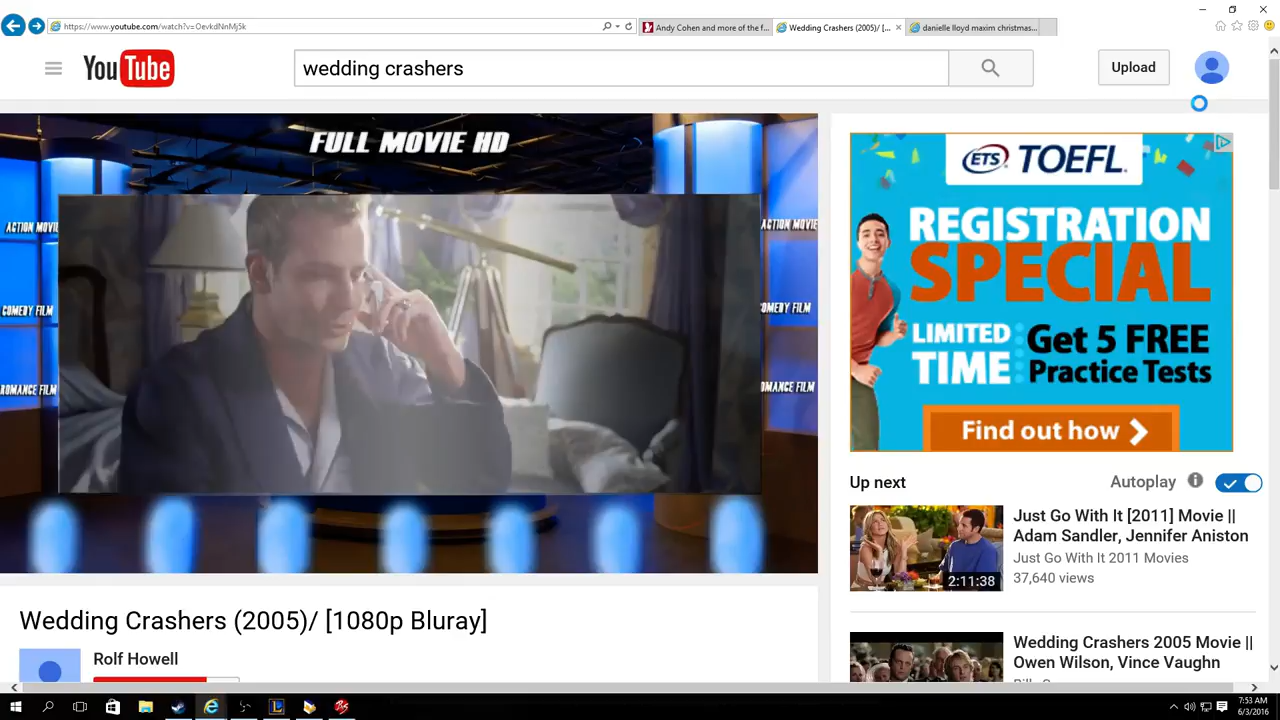 https://www.youtube.com/watch?v=OevkdNnMj5k
Andy Cohen and more of the f...
Wedding Crashers (2005)/ [...
danielle lloyd maxim christmas...
YouTube
wedding crashers
Upload
FULL MOVIE HD
ACTION MOVIE
ACTION MOVIE
COMEDY FILM
COMEDY FILM
ROMANCE FILM
ROMANCE FILM
ETS TOEFL
REGISTRATION
SPECIAL
LIMITED
TIME
Get 5 FREE
Practice Tests
Find out how
Up next
Autoplay
Just Go With It [2011] Movie ||
Adam Sandler, Jennifer Aniston
Just Go With It 2011 Movies
37,640 views
2:11:38
Wedding Crashers (2005)/ [1080p Bluray]
Rolf Howell
Wedding Crashers 2005 Movie ||
Owen Wilson, Vince Vaughn
7:53 AM
6/3/2016